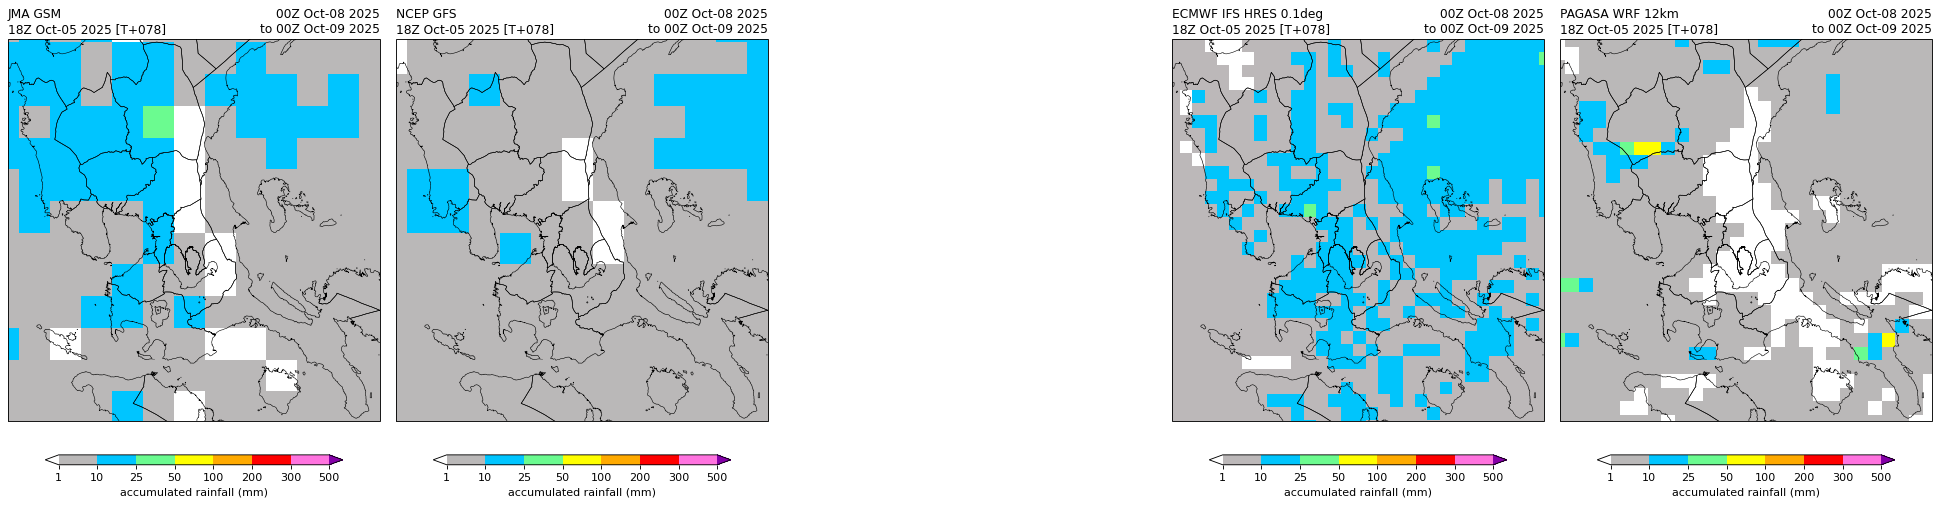 JMA GSM 00Z Oct-08 2025
18Z Oct-05 2025 [T+078] to 00Z Oct-09 2025
1 10 25 50 100 200 300 500
accumulated rainfall (mm)
NCEP GFS 00Z Oct-08 2025
18Z Oct-05 2025 [T+078] to 00Z Oct-09 2025
1 10 25 50 100 200 300 500
accumulated rainfall (mm)
ECMWF IFS HRES 0.1deg 00Z Oct-08 2025
18Z Oct-05 2025 [T+078] to 00Z Oct-09 2025
1 10 25 50 100 200 300 500
accumulated rainfall (mm)
PAGASA WRF 12km 00Z Oct-08 2025
18Z Oct-05 2025 [T+078] to 00Z Oct-09 2025
1 10 25 50 100 200 300 500
accumulated rainfall (mm)